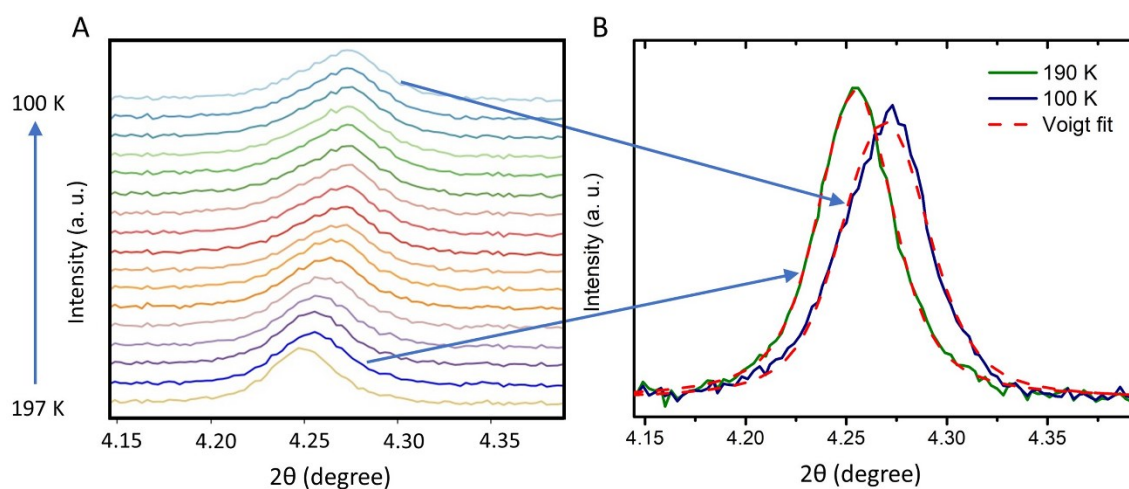 A
100 K
197 K
Intensity (a. u.)
4.15 4.20 4.25 4.30 4.35
2θ (degree)
B
190 K
100 K
Voigt fit
Intensity (a. u.)
4.15 4.20 4.25 4.30 4.35
2θ (degree)